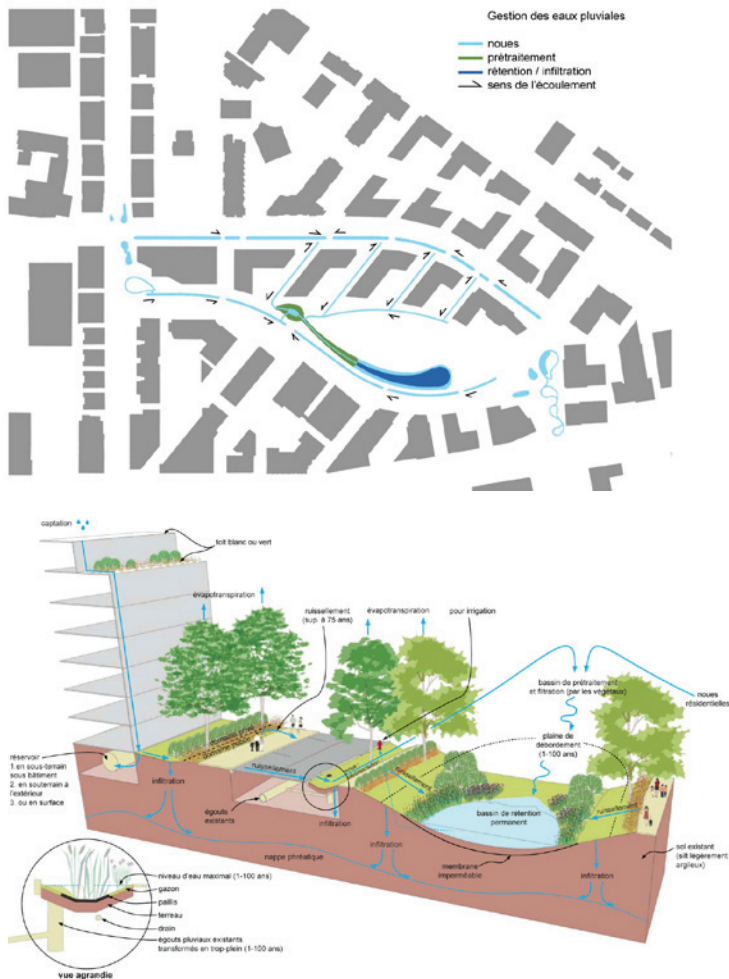 Gestion des eaux pluviales
noues
prétraitement
rétention / infiltration
sens de l'écoulement
captation
toit blanc ou vert
évapotranspiration
ruissellement
(sup. à 75 ans)
évapotranspiration
pour irrigation
bassin de prétraitement
et filtration (par les végétaux)
noues
résidentielles
plaine de
débordement
(1-100 ans)
réservoir
1. en sous-terrain
sous bâtiment
2. en souterrain à
l'extérieur
3. ou en surface
infiltration
ruissellement
égouts
existants
infiltration
ruissellement
bassin de rétention
permanent
ruissellement
infiltration
membrane
imperméable
infiltration
sol existant
(silt légèrement
argileux)
nappe phréatique
niveau d'eau maximal (1-100 ans)
gazon
paillis
terreau
drain
égouts pluviaux existants
transformés en trop-plein (1-100 ans)
vue agrandie